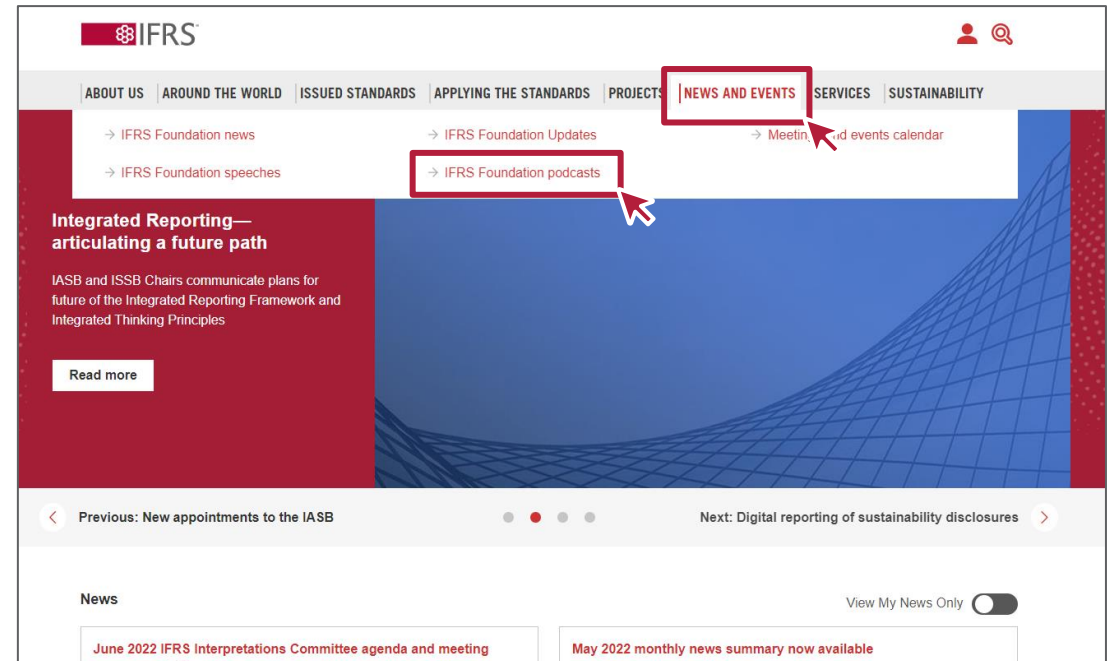 IFRS
ABOUT US AROUND THE WORLD ISSUED STANDARDS APPLYING THE STANDARDS PROJECTS NEWS AND EVENTS SERVICES SUSTAINABILITY
→ IFRS Foundation news → IFRS Foundation Updates → Meetings and events calendar
→ IFRS Foundation speeches → IFRS Foundation podcasts
Integrated Reporting—
articulating a future path
IASB and ISSB Chairs communicate plans for
future of the Integrated Reporting Framework and
Integrated Thinking Principles
Read more
Previous: New appointments to the IASB Next: Digital reporting of sustainability disclosures
News View My News Only
June 2022 IFRS Interpretations Committee agenda and meeting May 2022 monthly news summary now available